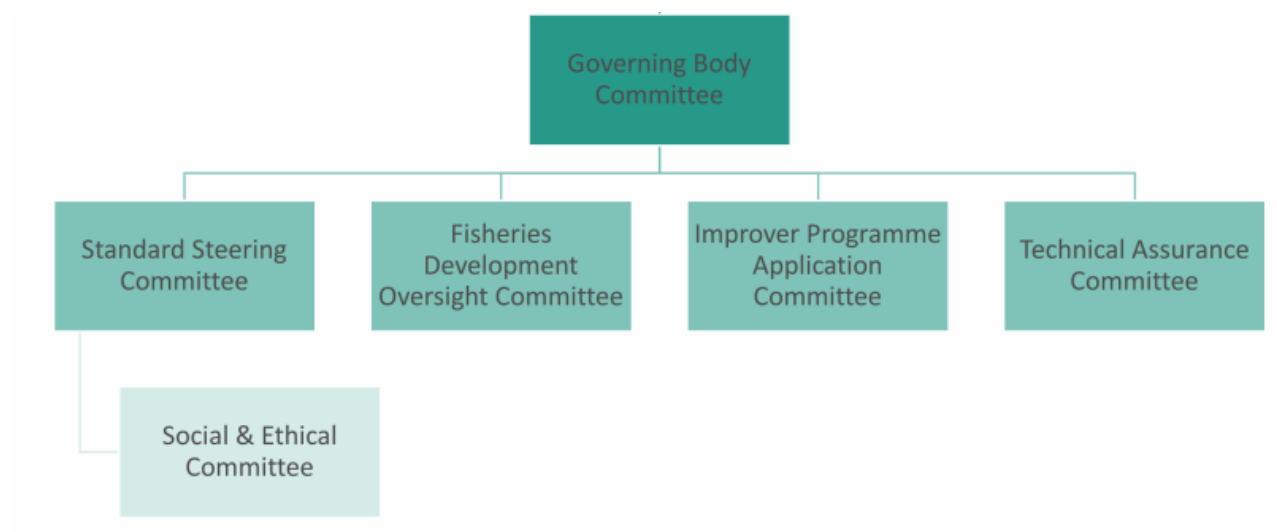 Governing Body
Committee
Standard Steering
Committee
Fisheries
Development
Oversight Committee
Improver Programme
Application
Committee
Technical Assurance
Committee
Social & Ethical
Committee